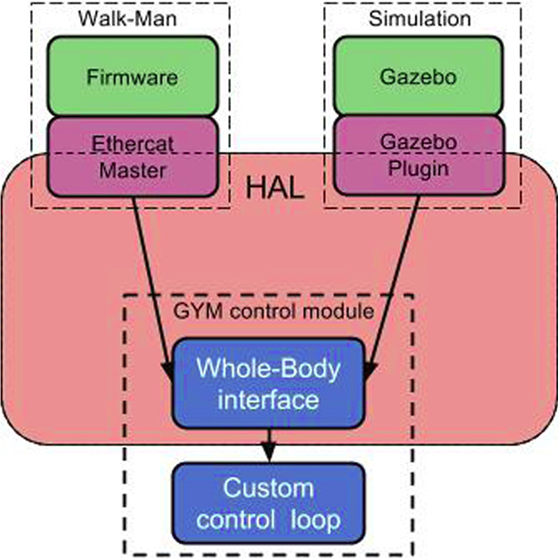 Walk-Man
Simulation
Firmware
Gazebo
Ethercat
Master
Gazebo
Plugin
HAL
GYM control module
Whole-Body
interface
Custom
control loop